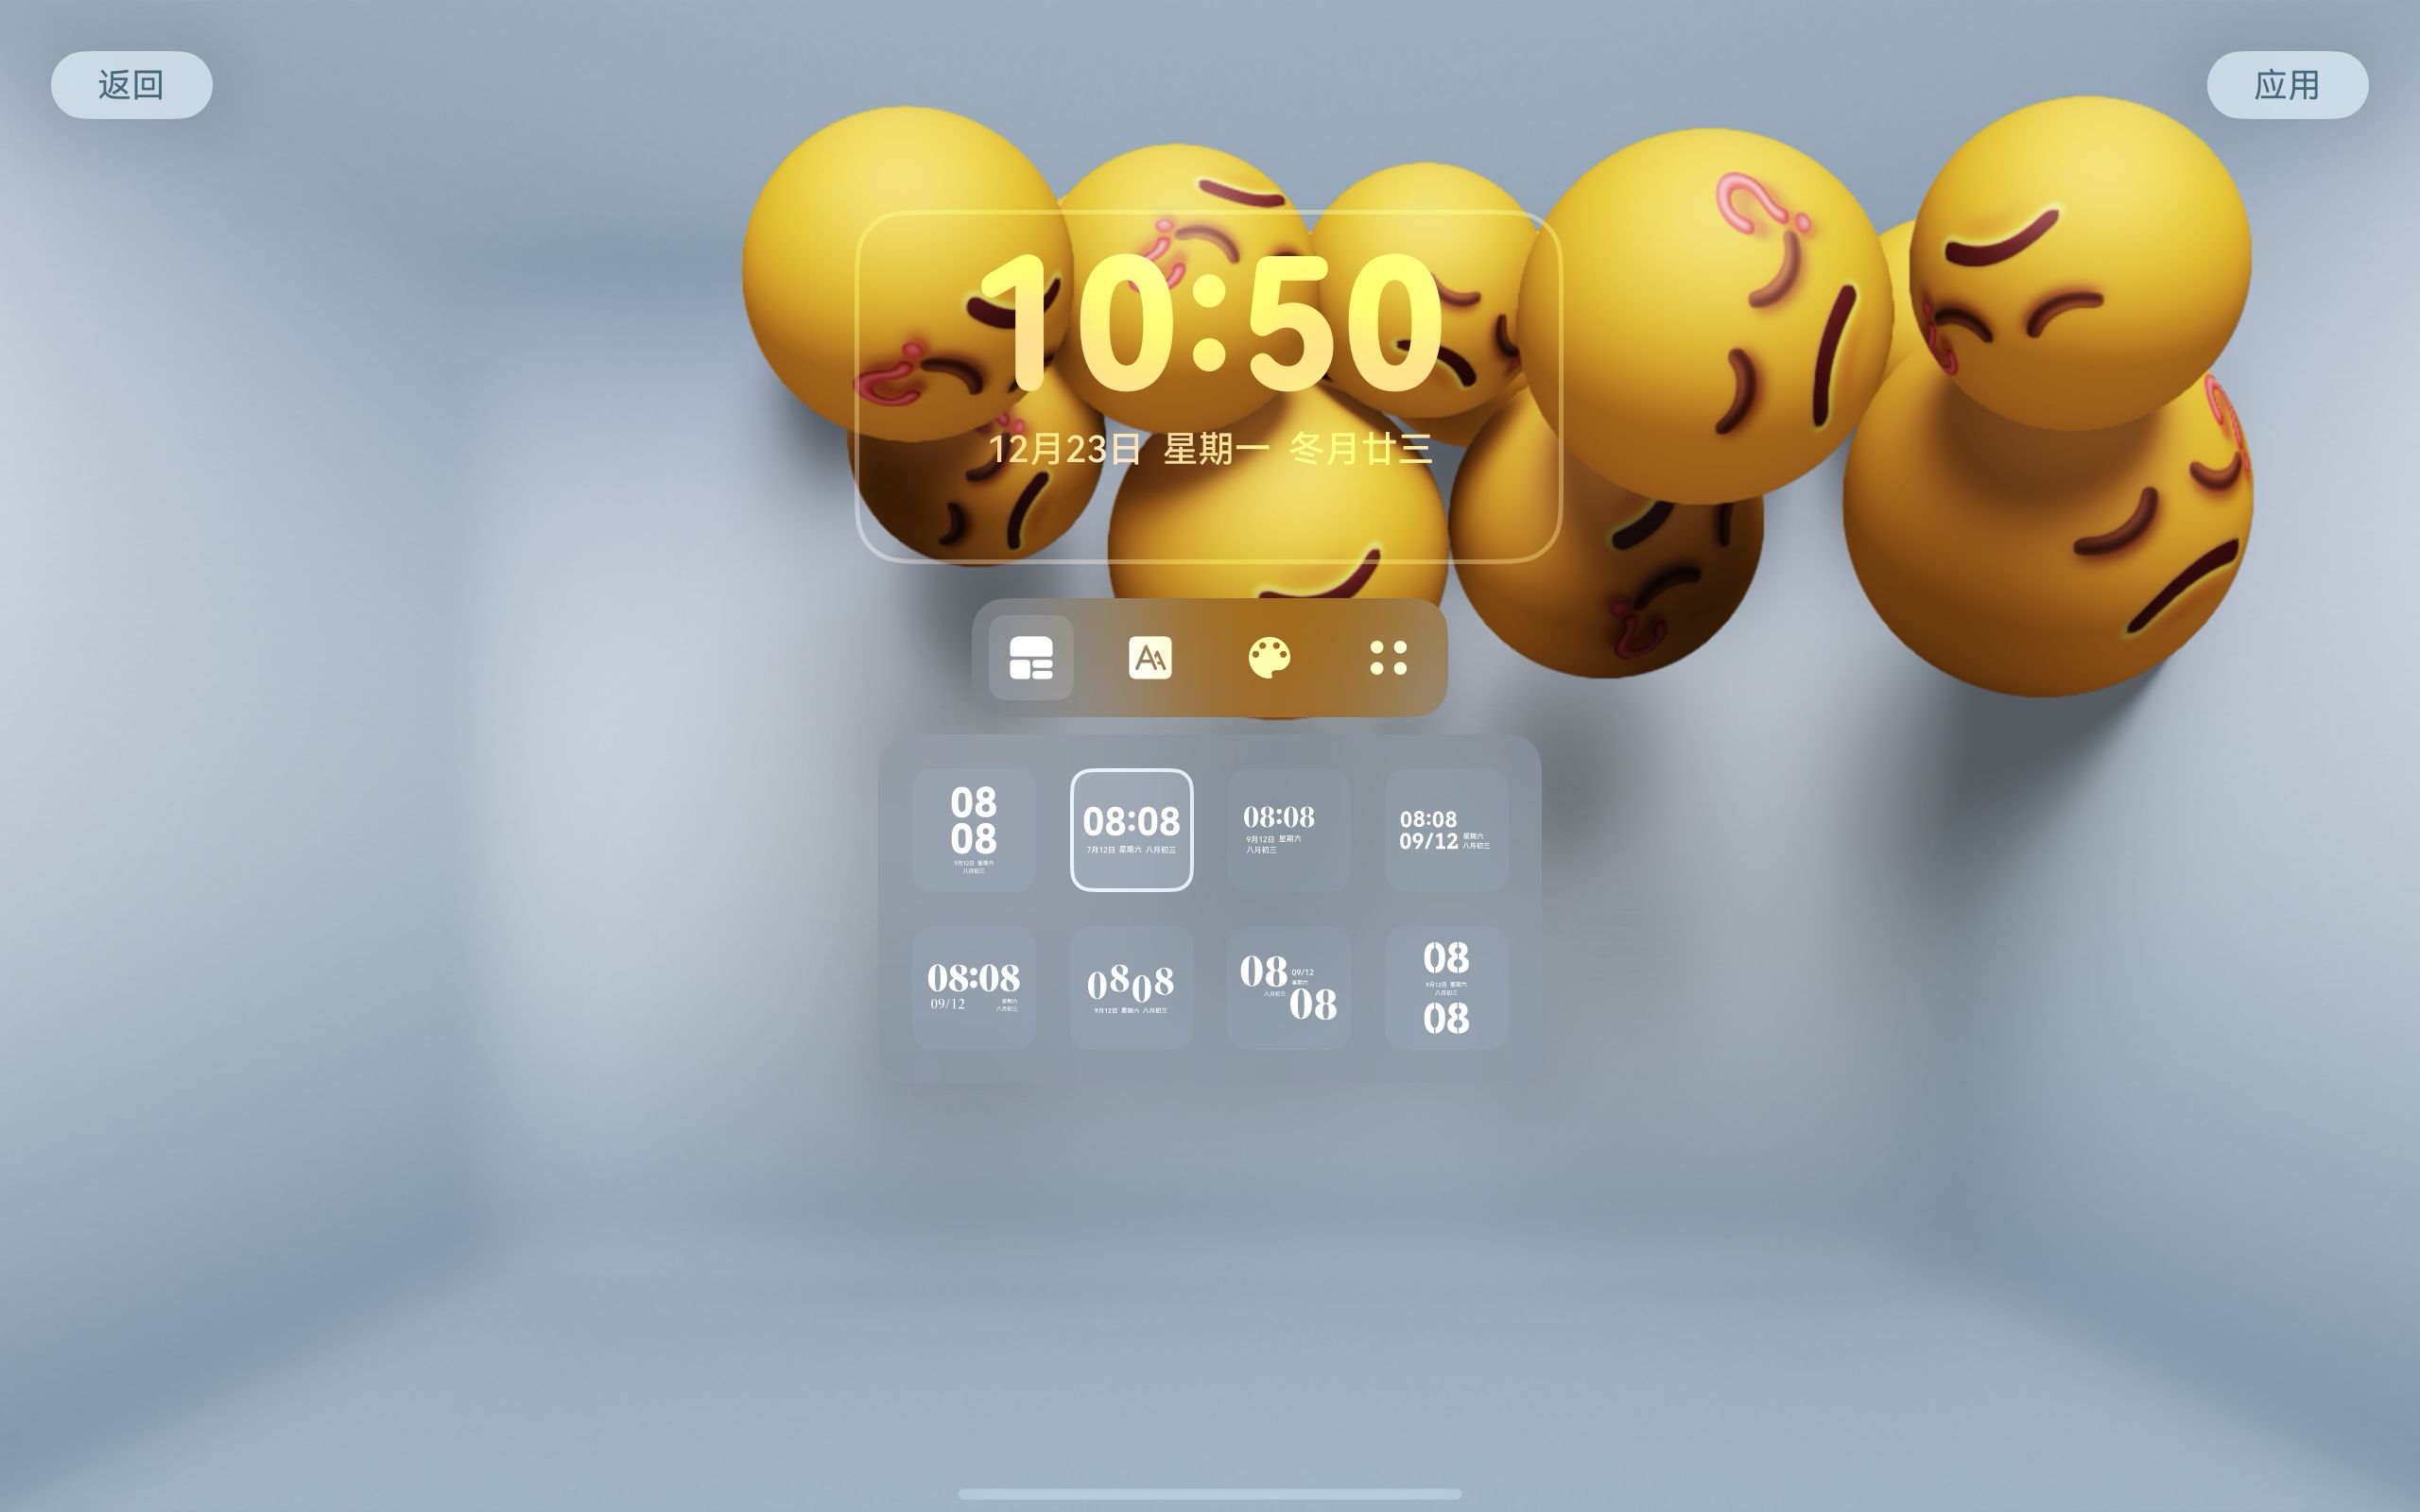 返回
应用
10:50
12月23日 星期一 冬月廿三
08
08
9月12日 星期六
八月初三
08:08
7月12日 星期六 八月初三
08:08
9月12日 星期六
八月初三
08:08
09/12 星期六
八月初三
08:08
09/12 星期六
八月初三
0808
9月12日 星期六 八月初三
08 09/12
星期六
八月初三
08
08
9月12日 星期六
八月初三
08